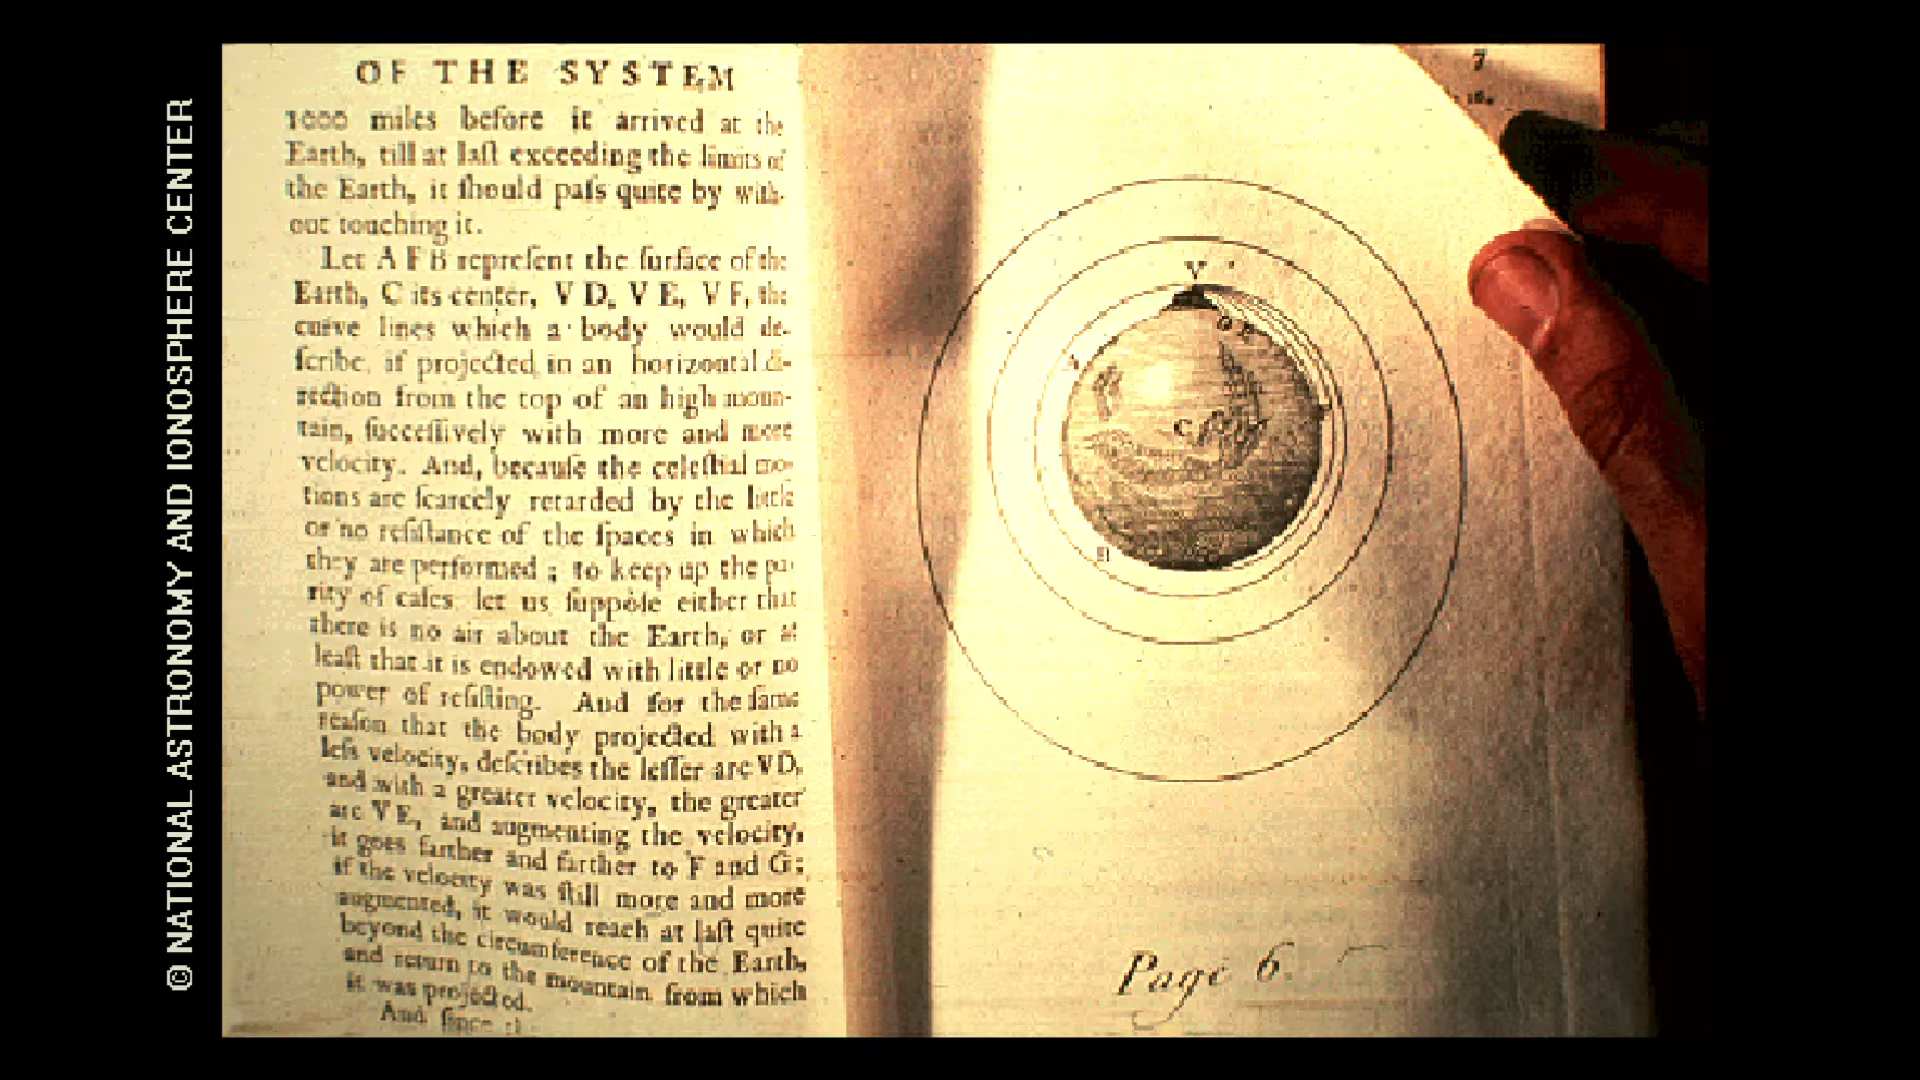 © NATIONAL ASTRONOMY AND IONOSPHERE CENTER
OF THE SYSTEM
1000 miles before it arrived at the
Earth, till at laſt exceeding the limits of
the Earth, it ſhould paſs quite by with-
out touching it.
Let A F B repreſent the ſurface of the
Earth, C its center, V D, V E, V F, the
curve lines which a body would de-
ſcribe, if projected in an horizontal di-
rection from the top of an high moun-
tain, ſucceſſively with more and more
velocity. And, becauſe the celeſtial mo-
tions are ſcarcely retarded by the little
or no reſiſtance of the ſpaces in which
they are performed; to keep up the pa-
rity of caſes, let us ſuppoſe either that
there is no air about the Earth, or at
leaſt that it is endowed with little or no
power of reſiſting. And for the ſame
reaſon that the body projected with a
leſs velocity, deſcribes the leſſer arc V D,
and with a greater velocity, the greater
arc V E, and augmenting the velocity,
it goes farther and farther to F and G;
if the velocity was ſtill more and more
augmented, it would reach at laſt quite
beyond the circumference of the Earth,
and return to the mountain from which
it was projected.
And ſince
7
V
C
B
Page 6.